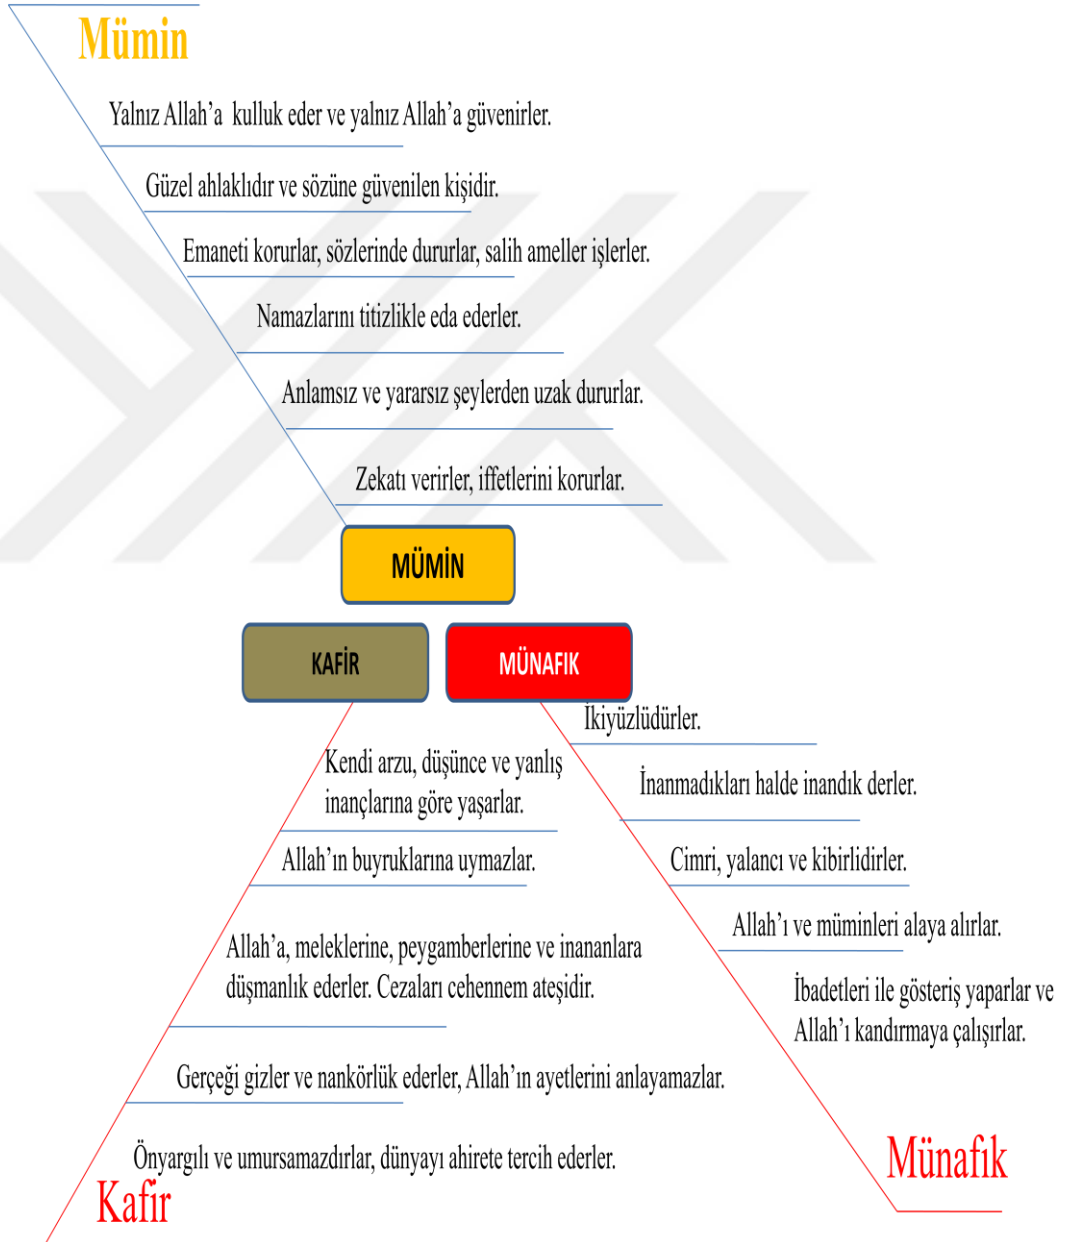 Mümin
Yalnız Allah’a kulluk eder ve yalnız Allah’a güvenirler.
Güzel ahlaklıdır ve sözüne güvenilen kişidir.
Emaneti korurlar, sözlerinde dururlar, salih ameller işlerler.
Namazlarını titizlikle eda ederler.
Anlamsız ve yararsız şeylerden uzak dururlar.
Zekatı verirler, iffetlerini korurlar.
MÜMİN
KAFİR
MÜNAFIK
Kendi arzu, düşünce ve yanlış
inançlarına göre yaşarlar.
Allah’ın buyruklarına uymazlar.
Allah’a, meleklerine, peygamberlerine ve inananlara
düşmanlık ederler. Cezaları cehennem ateşidir.
Gerçeği gizler ve nankörlük ederler, Allah’ın ayetlerini anlayamazlar.
Önyargılı ve umursamazdırlar, dünyayı ahirete tercih ederler.
Kafir
İkiyüzlüdürler.
İnanmadıkları halde inandık derler.
Cimri, yalancı ve kibirlidirler.
Allah’ı ve müminleri alaya alırlar.
İbadetleri ile gösteriş yaparlar ve
Allah’ı kandırmaya çalışırlar.
Münafık